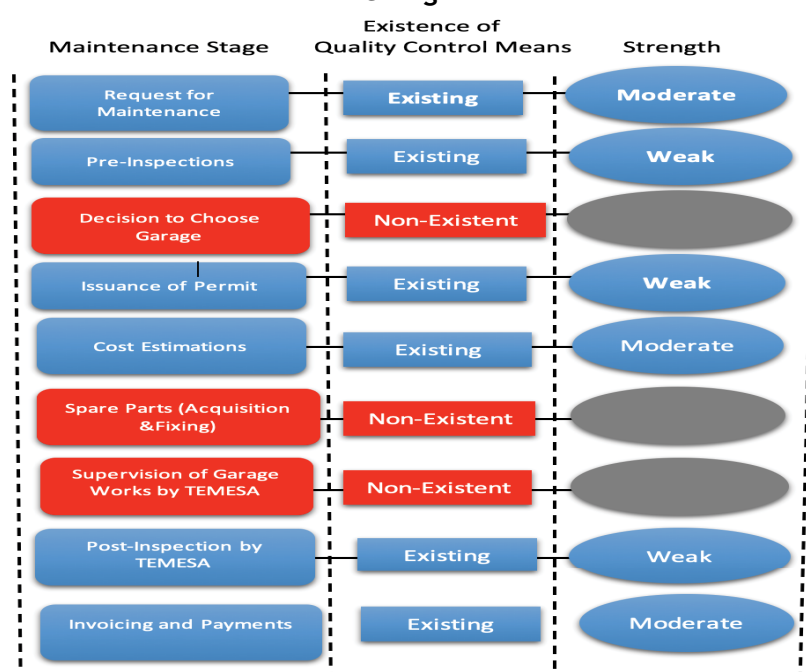 Existence of
Maintenance Stage Quality Control Means Strength
Request for
Maintenance
Existing
Moderate
Pre-Inspections
Existing
Weak
Decision to Choose
Garage
Non-Existent
Issuance of Permit
Existing
Weak
Cost Estimations
Existing
Moderate
Spare Parts (Acquisition
&Fixing)
Non-Existent
Supervision of Garage
Works by TEMESA
Non-Existent
Post-Inspection by
TEMESA
Existing
Weak
Invoicing and Payments
Existing
Moderate